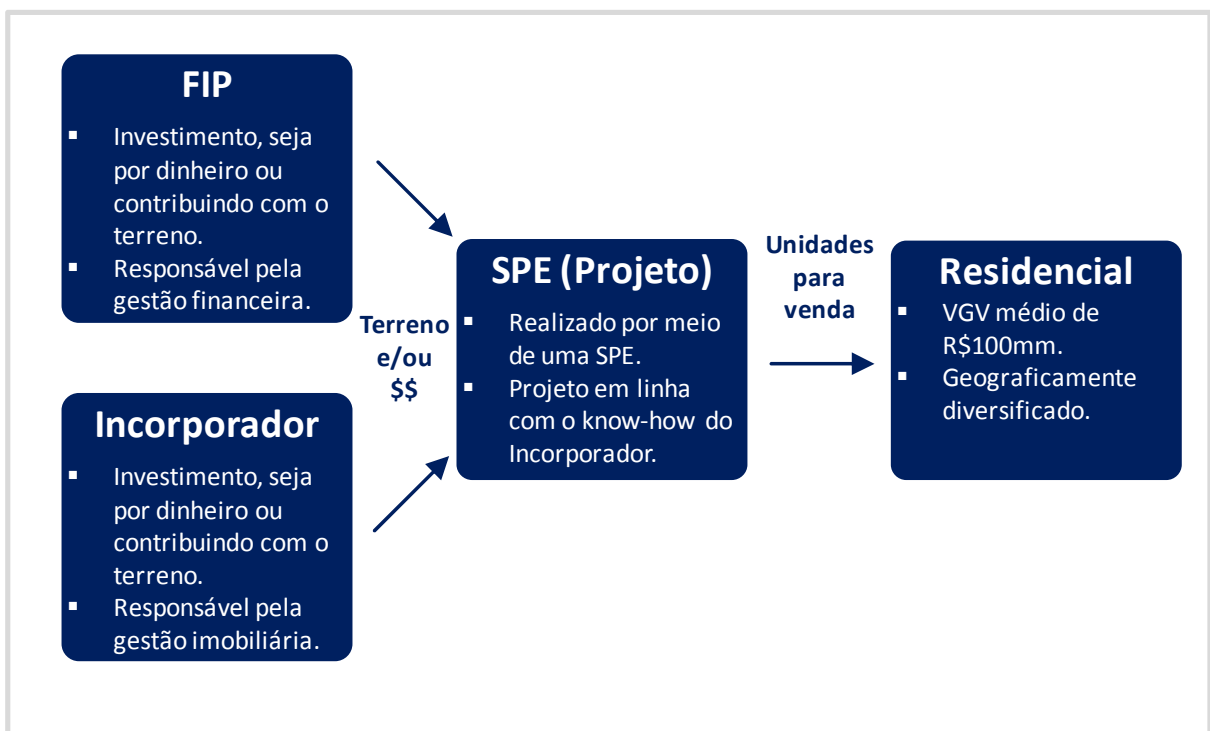 FIP
▪ Investimento, seja
por dinheiro ou
contribuindo com o
terreno.
▪ Responsável pela
gestão financeira.
Incorporador
▪ Investimento, seja
por dinheiro ou
contribuindo com o
terreno.
▪ Responsável pela
gestão imobiliária.
Terreno
e/ou
$$
SPE (Projeto)
▪ Realizado por meio
de uma SPE.
▪ Projeto em linha
com o know-how do
Incorporador.
Unidades
para
venda
Residencial
▪ VGV médio de
R$100mm.
▪ Geograficamente
diversificado.